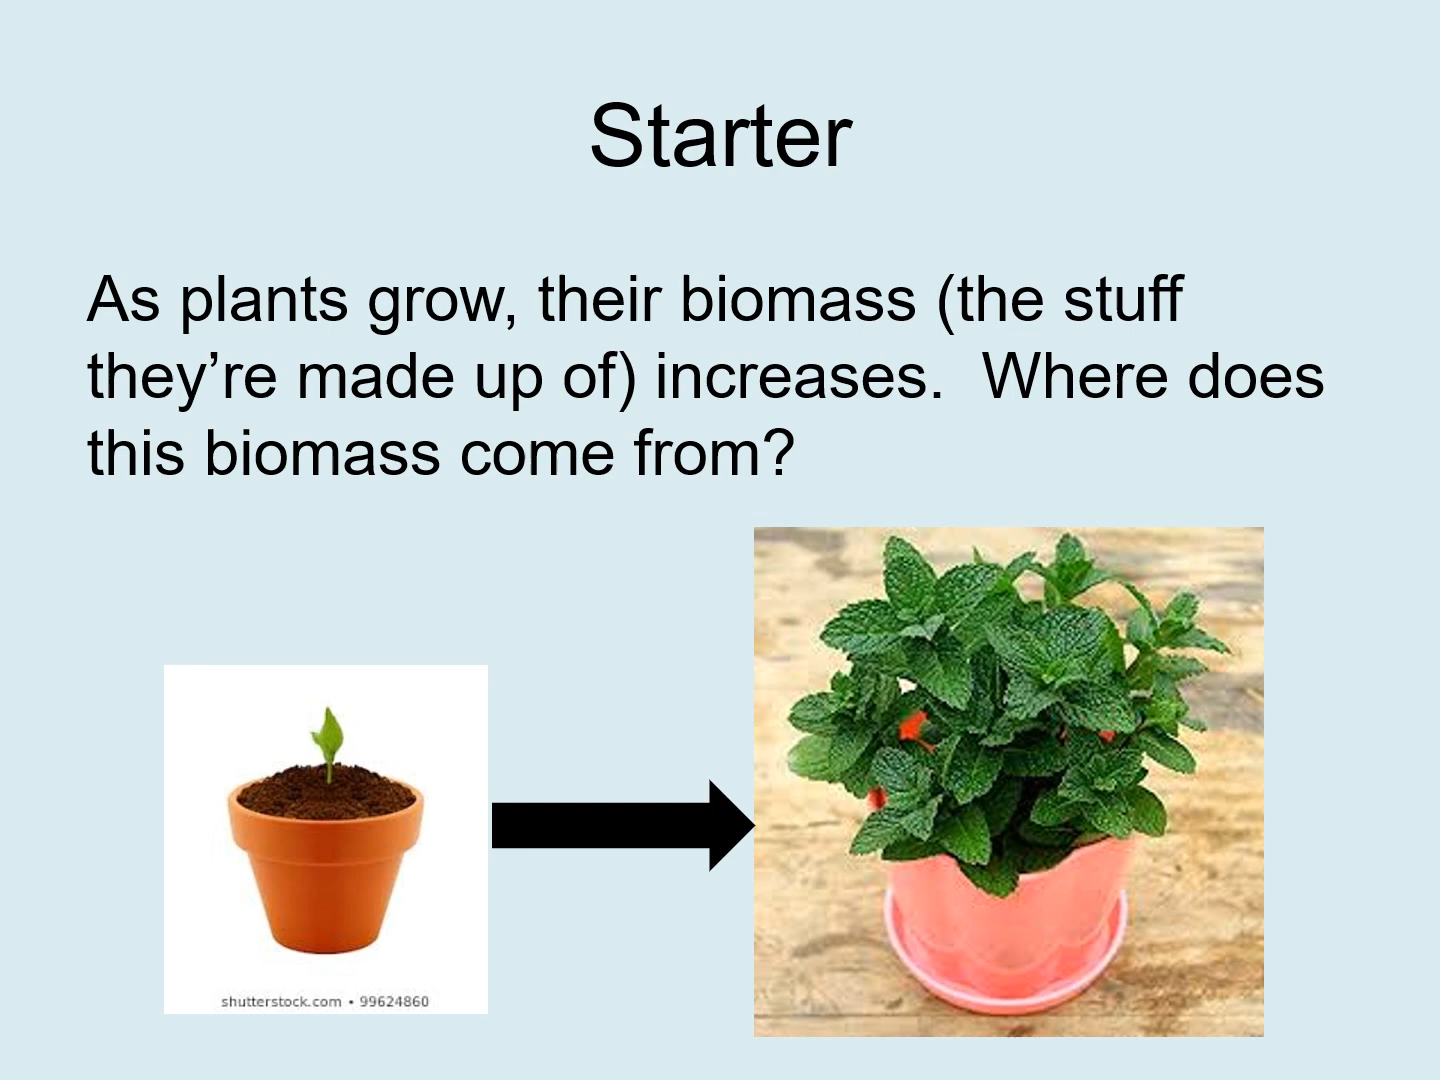 Starter
As plants grow, their biomass (the stuff
they’re made up of) increases.  Where does
this biomass come from?
shutterstock.com • 99624860